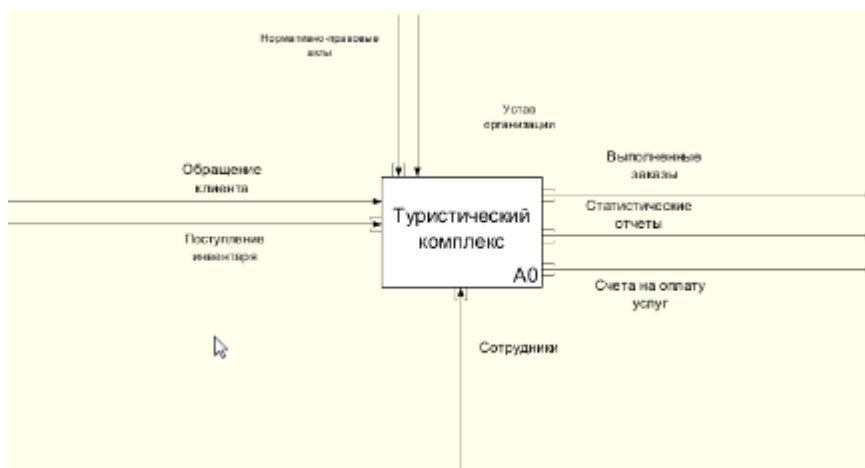 Нормативно-правовые
акты
Устав
организации
Обращение
клиента
Выполненные
заказы
Туристический
комплекс
Статистические
отчеты
Поступление
инвентаря
A0
Счета на оплату
услуг
Сотрудники